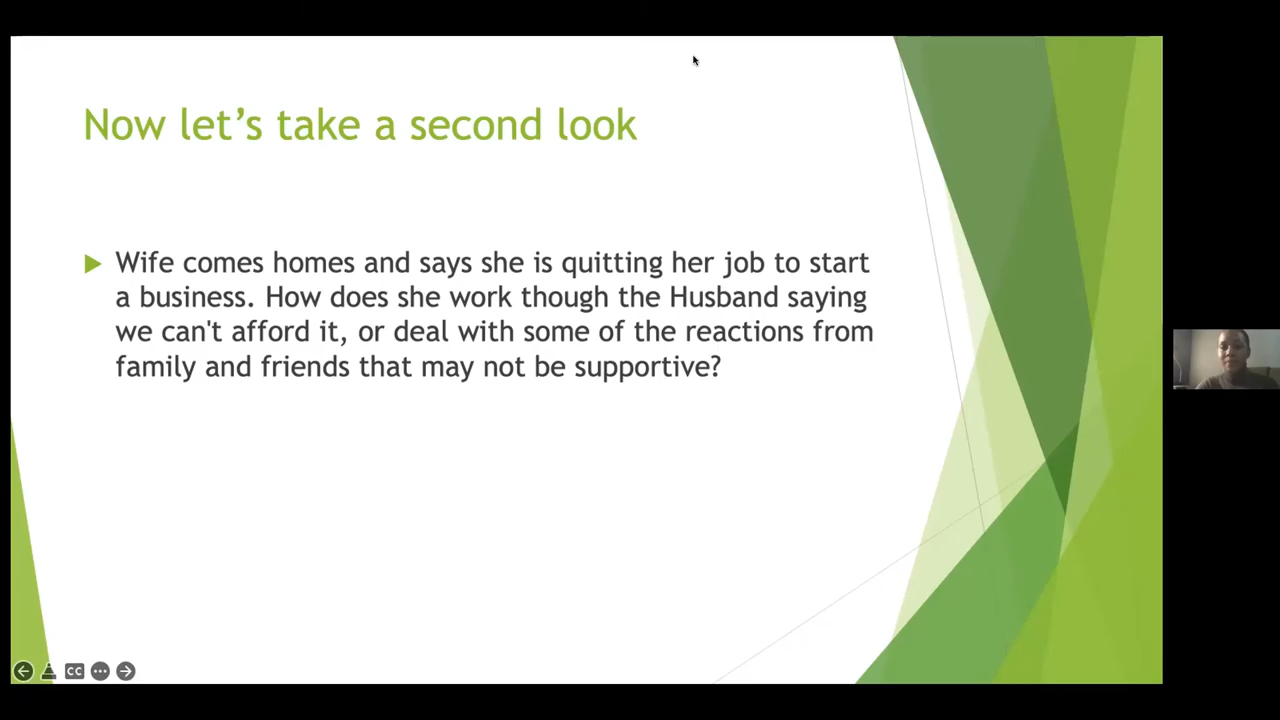 Now let's take a second look
Wife comes homes and says she is quitting her job to start
a business. How does she work though the Husband saying
we can't afford it, or deal with some of the reactions from
family and friends that may not be supportive?
CC